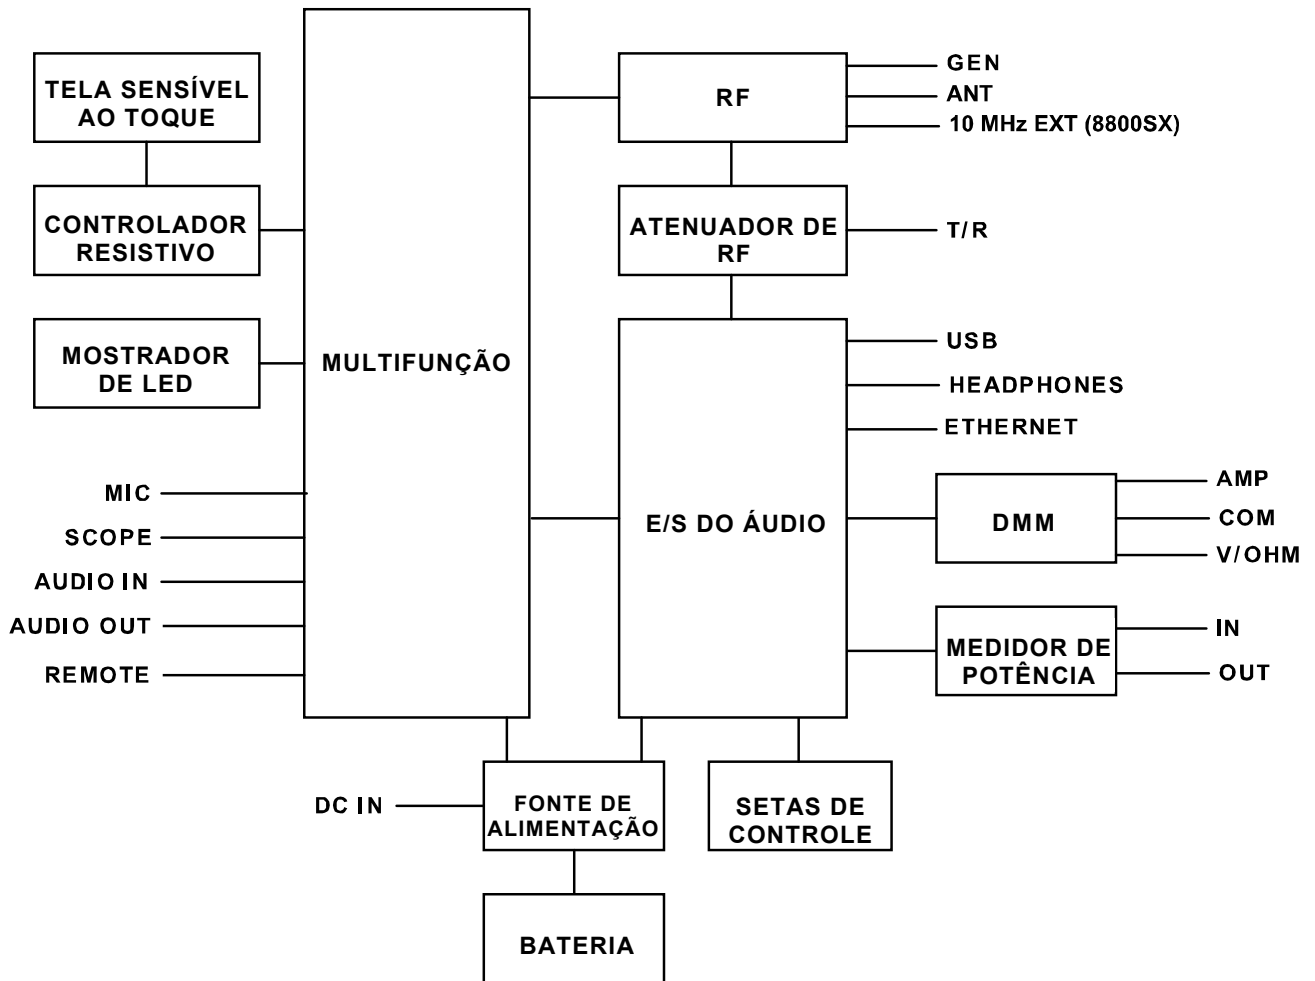 TELA SENSÍVEL
AO TOQUE
CONTROLADOR
RESISTIVO
MOSTRADOR
DE LED
MIC
SCOPE
AUDIO IN
AUDIO OUT
REMOTE
MULTIFUNÇÃO
RF
GEN
ANT
10 MHz EXT (8800SX)
ATENUADOR DE
RF
T/R
E/S DO ÁUDIO
USB
HEADPHONES
ETHERNET
DMM
AMP
COM
V/OHM
MEDIDOR DE
POTÊNCIA
IN
OUT
DC IN
FONTE DE
ALIMENTAÇÃO
SETAS DE
CONTROLE
BATERIA